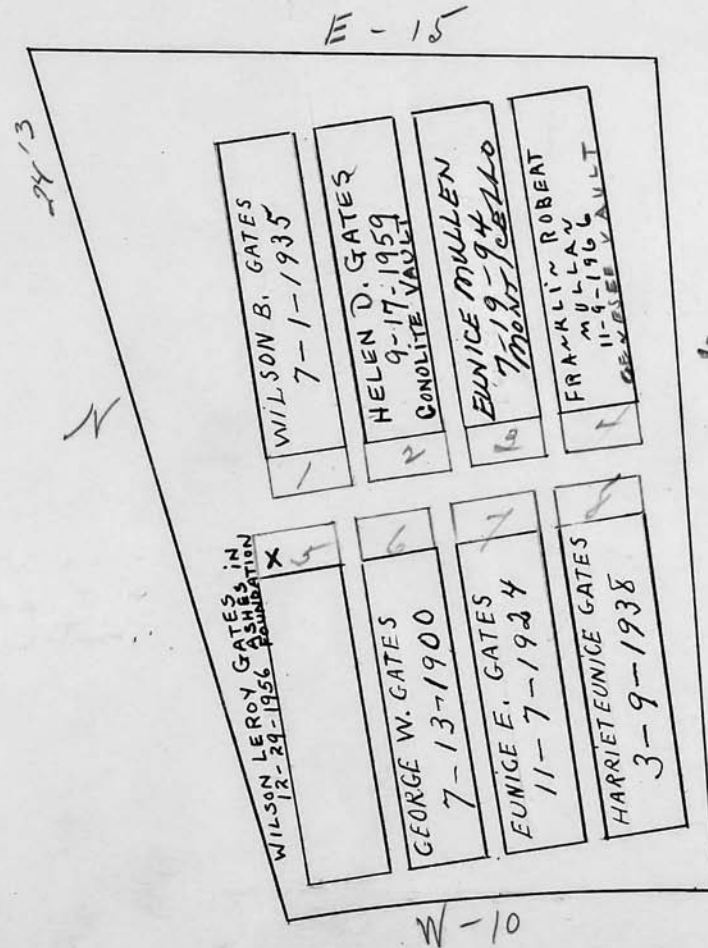 E - 15
24'3
N
WILSON B. GATES
7-1-1935
1
HELEN D. GATES
9-17-1959
CONOLITE VAULT
2
EUNICE MULLEN
7-19-94
MONTICELLO
3
FRANKLIN ROBERT
MULLAN
11-9-1966
GENESEE VAULT
4
WILSON LEROY GATES
ASHES IN
12-29-1956 FOUNDATION
X
5
GEORGE W. GATES
7-13-1900
6
EUNICE E. GATES
11-7-1924
7
HARRIET EUNICE GATES
3-9-1938
8
W-10